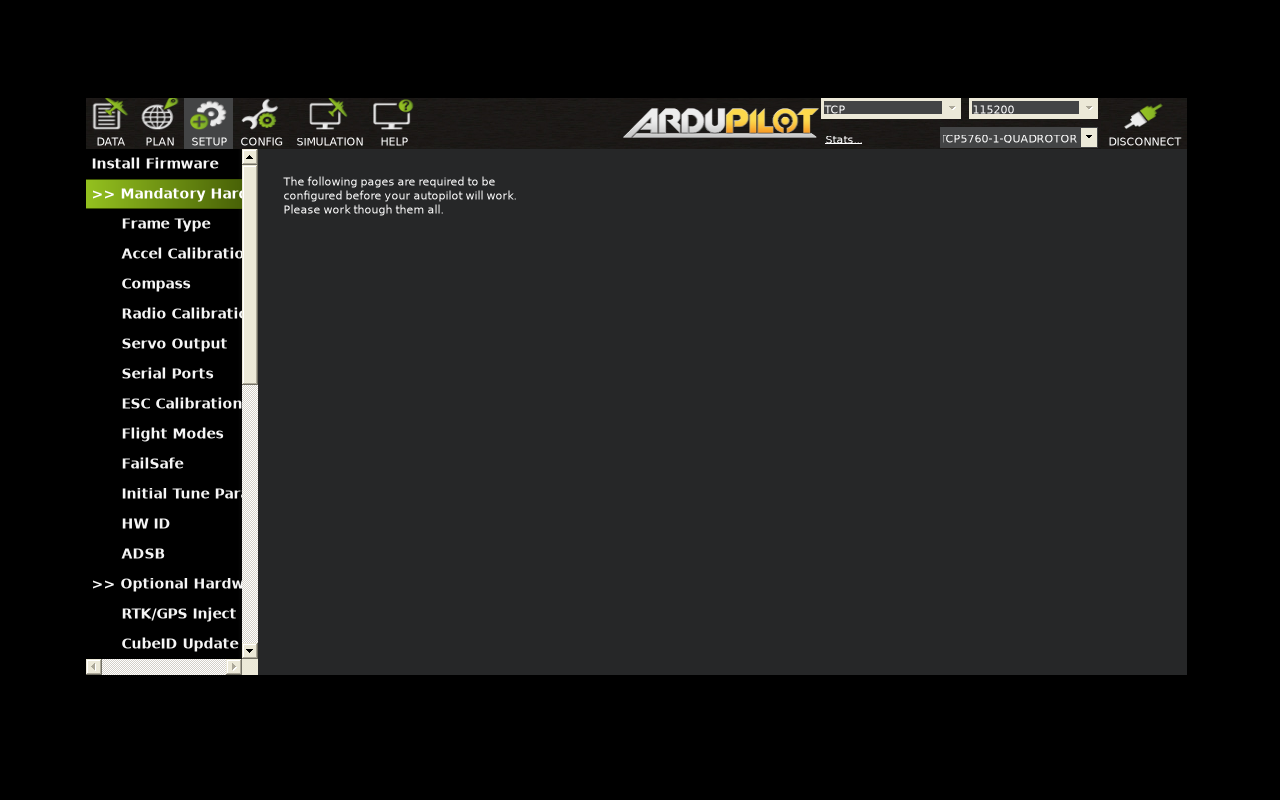 DATA
PLAN
SETUP
CONFIG
SIMULATION
HELP
ARDUPILOT
TCP
115200
Stats...
TCP5760-1-QUADROTOR
DISCONNECT
Install Firmware
>> Mandatory Hard
Frame Type
Accel Calibratio
Compass
Radio Calibratio
Servo Output
Serial Ports
ESC Calibration
Flight Modes
FailSafe
Initial Tune Para
HW ID
ADSB
>> Optional Hardw
RTK/GPS Inject
CubeID Update
The following pages are required to be
configured before your autopilot will work.
Please work though them all.